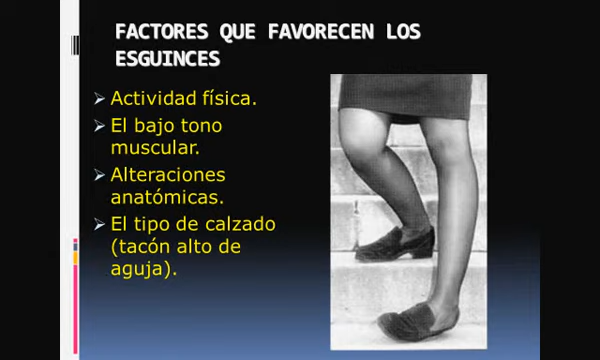 FACTORES QUE FAVORECEN LOS
ESGUINCES
Actividad física.
El bajo tono
muscular.
Alteraciones
anatómicas.
El tipo de calzado
(tacón alto de
aguja).